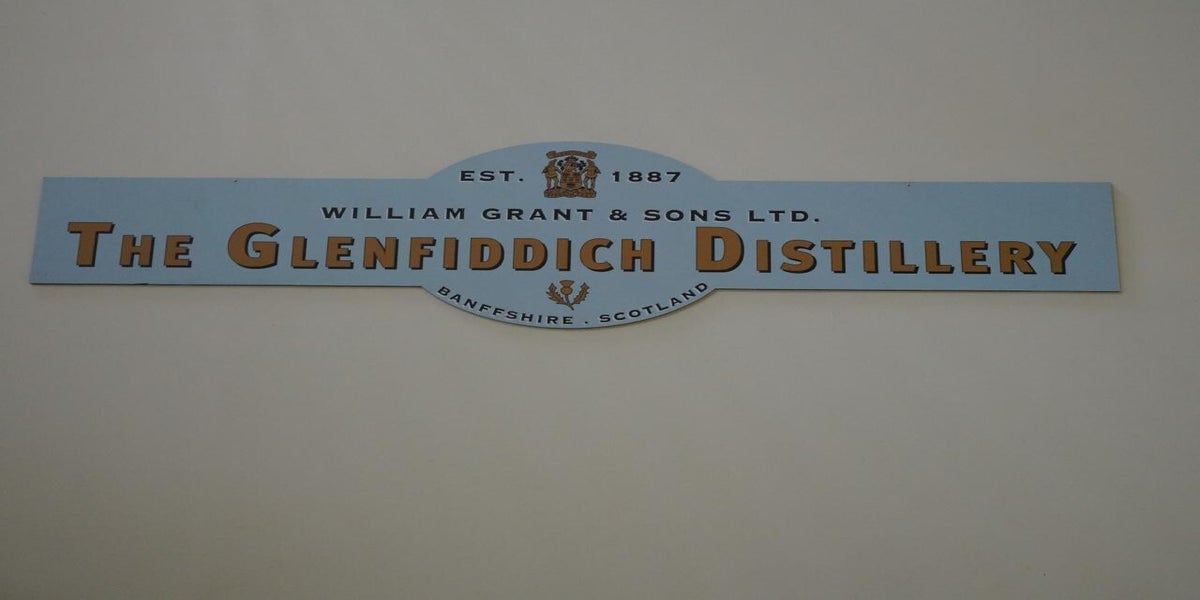 EST. 1887
WILLIAM GRANT & SONS LTD.
THE GLENFIDDICH DISTILLERY
BANFFSHIRE . SCOTLAND